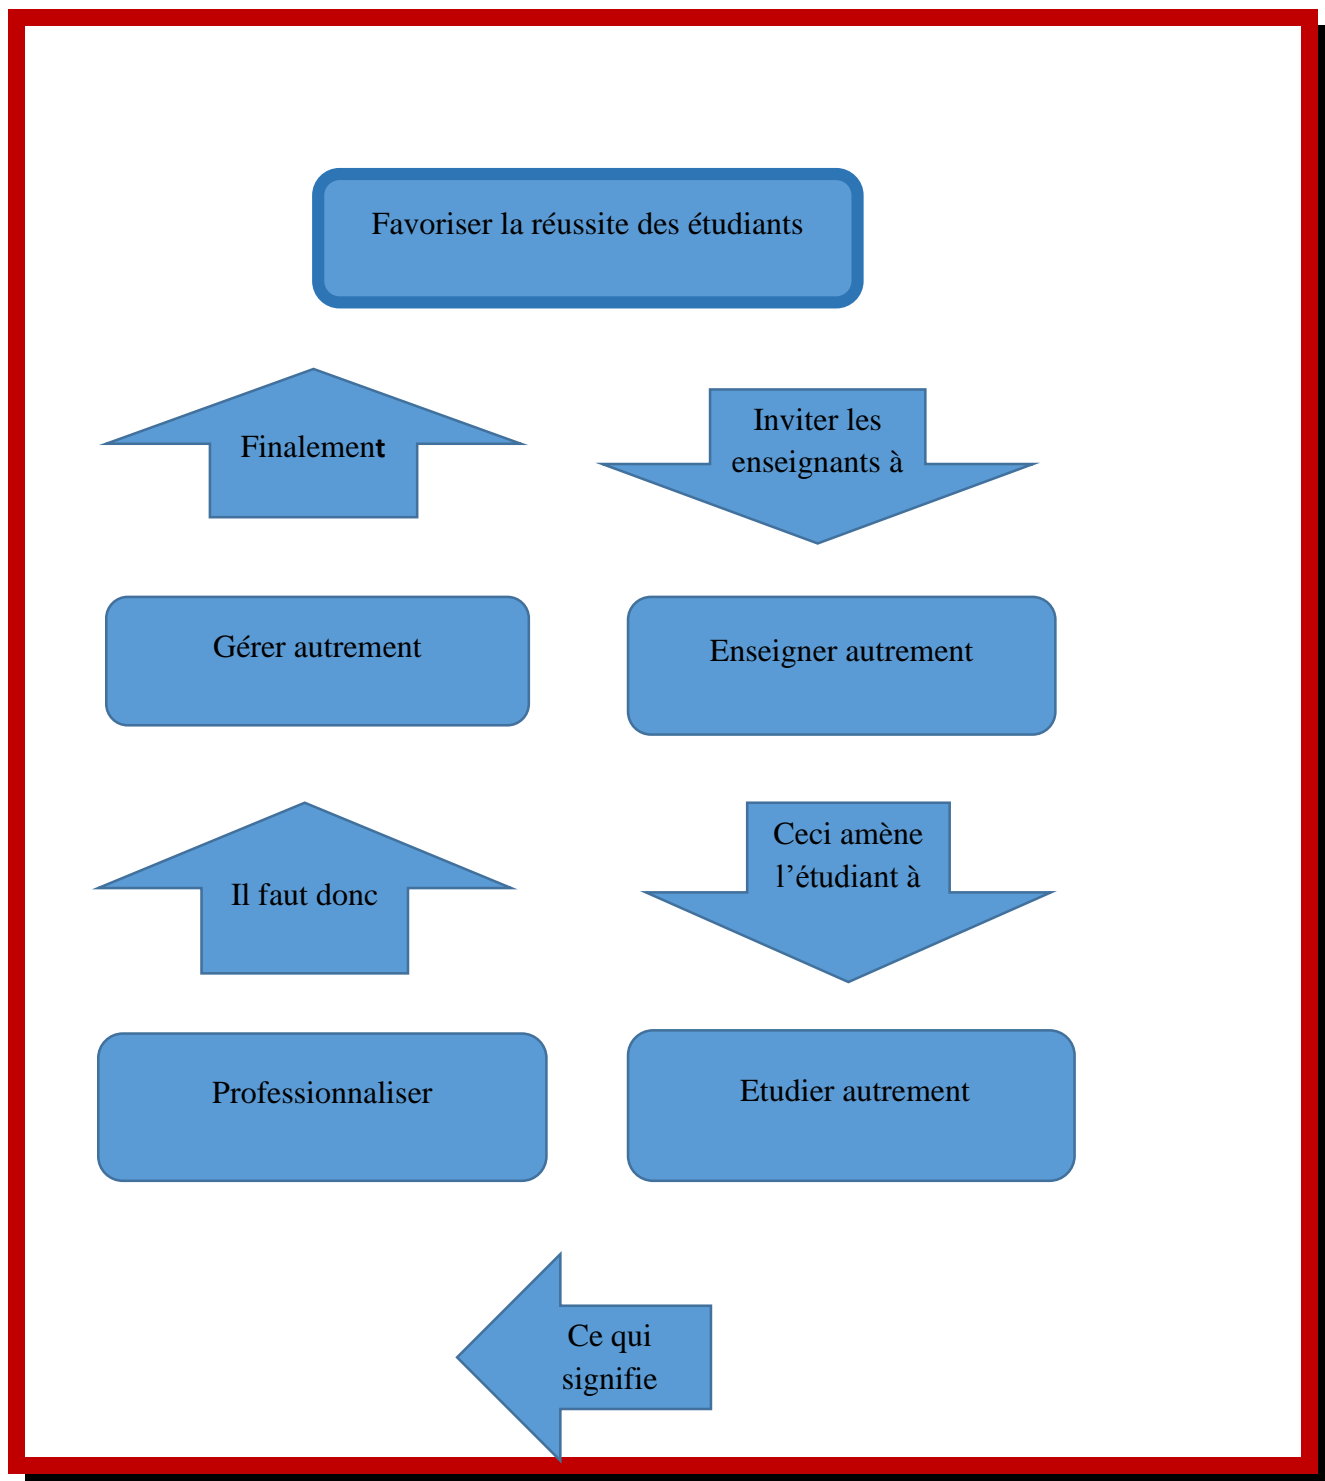 Favoriser la réussite des étudiants
Finalement
Inviter les
enseignants à
Gérer autrement
Enseigner autrement
Il faut donc
Ceci amène
l’étudiant à
Professionnaliser
Etudier autrement
Ce qui
signifie